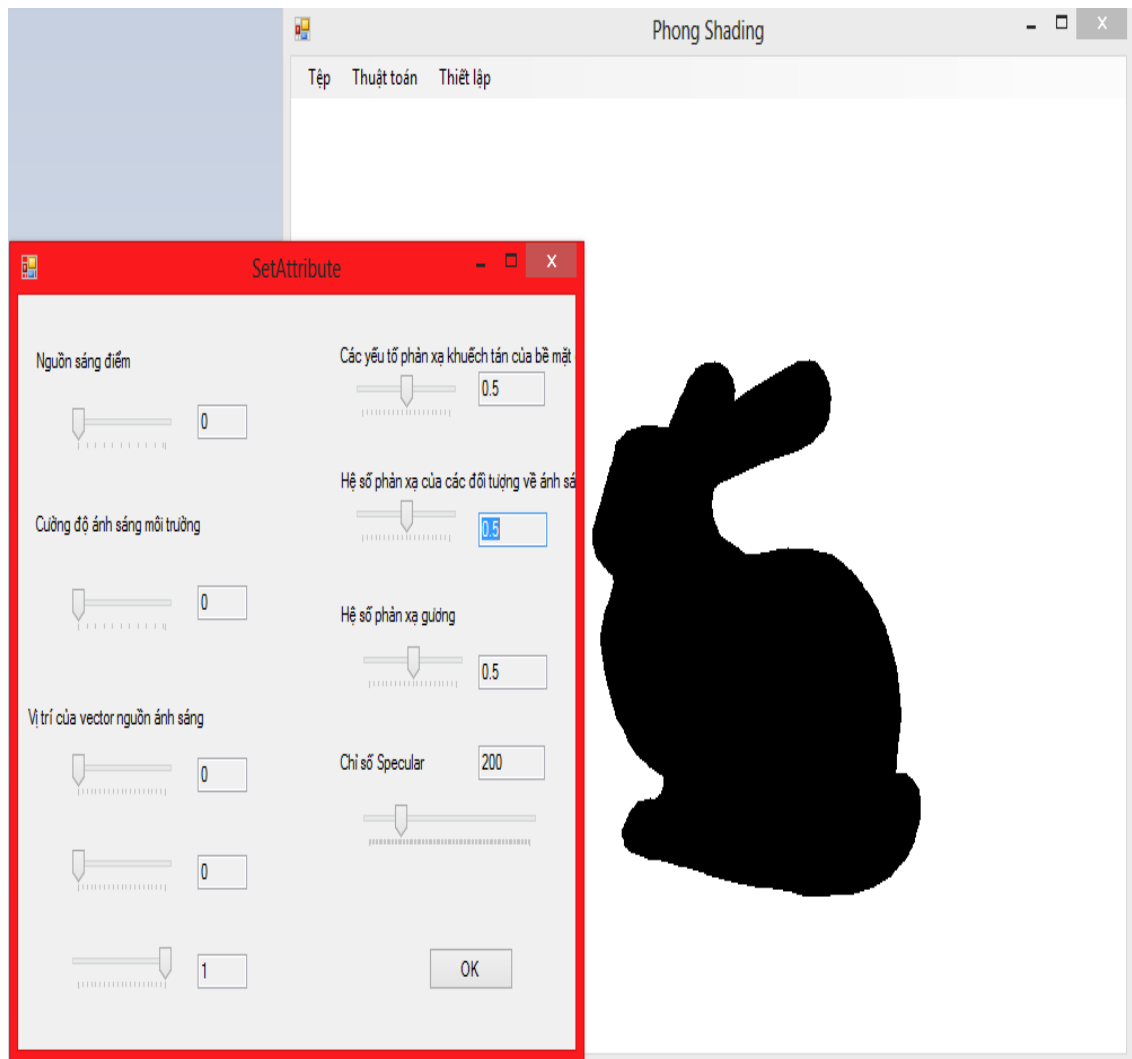 Phong Shading
Tệp Thuật toán Thiết lập
SetAttribute
Nguồn sáng điểm
0
Cường độ ánh sáng môi trường
0
Vị trí của vector nguồn ánh sáng
0
0
1
Các yếu tố phản xạ khuếch tán của bề mặt
0.5
Hệ số phản xạ của các đối tượng về ánh
0.5
Hệ số phản xạ gương
0.5
Chỉ số Specular 200
OK